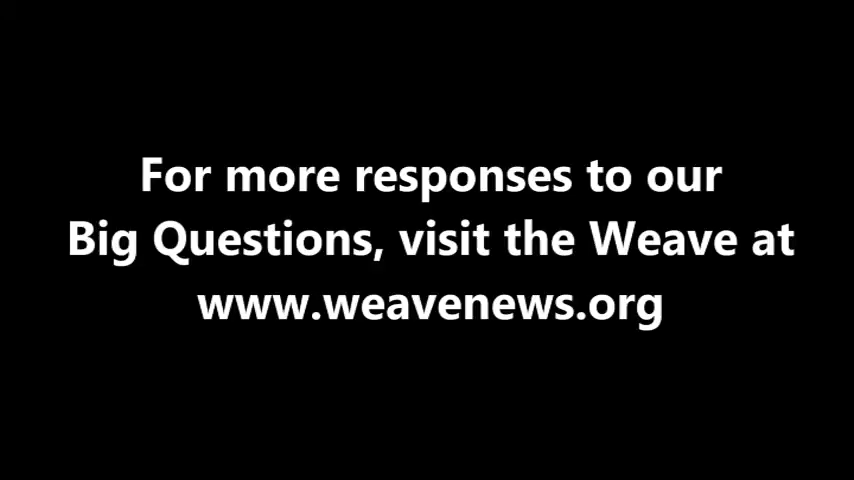 For more responses to our
Big Questions, visit the Weave at
www.weavenews.org